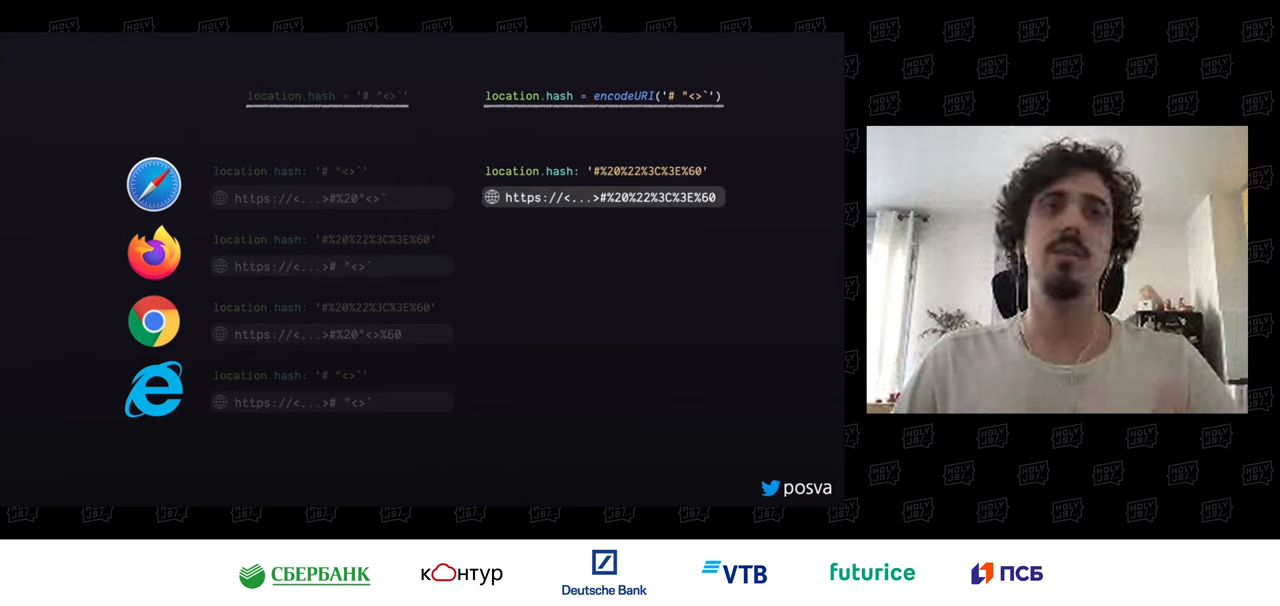 location.hash = '# "<>`'
location.hash = encodeURI('# "<>`')
location.hash: '# "<>`'
https://<...>#%20"<>`
location.hash: '#%20%22%3C%3E%60'
https://<...>#%20%22%3C%3E%60
location.hash: '#%20%22%3C%3E%60'
https://<...># "<>`
location.hash: '#%20%22%3C%3E%60'
https://<...>#%20"<>%60
location.hash: '# "<>`'
https://<...># "<>`
posva
HOLY
JS/
СБЕРБАНК
КОНТУР
Deutsche Bank
VTB
futurice
ПСБ